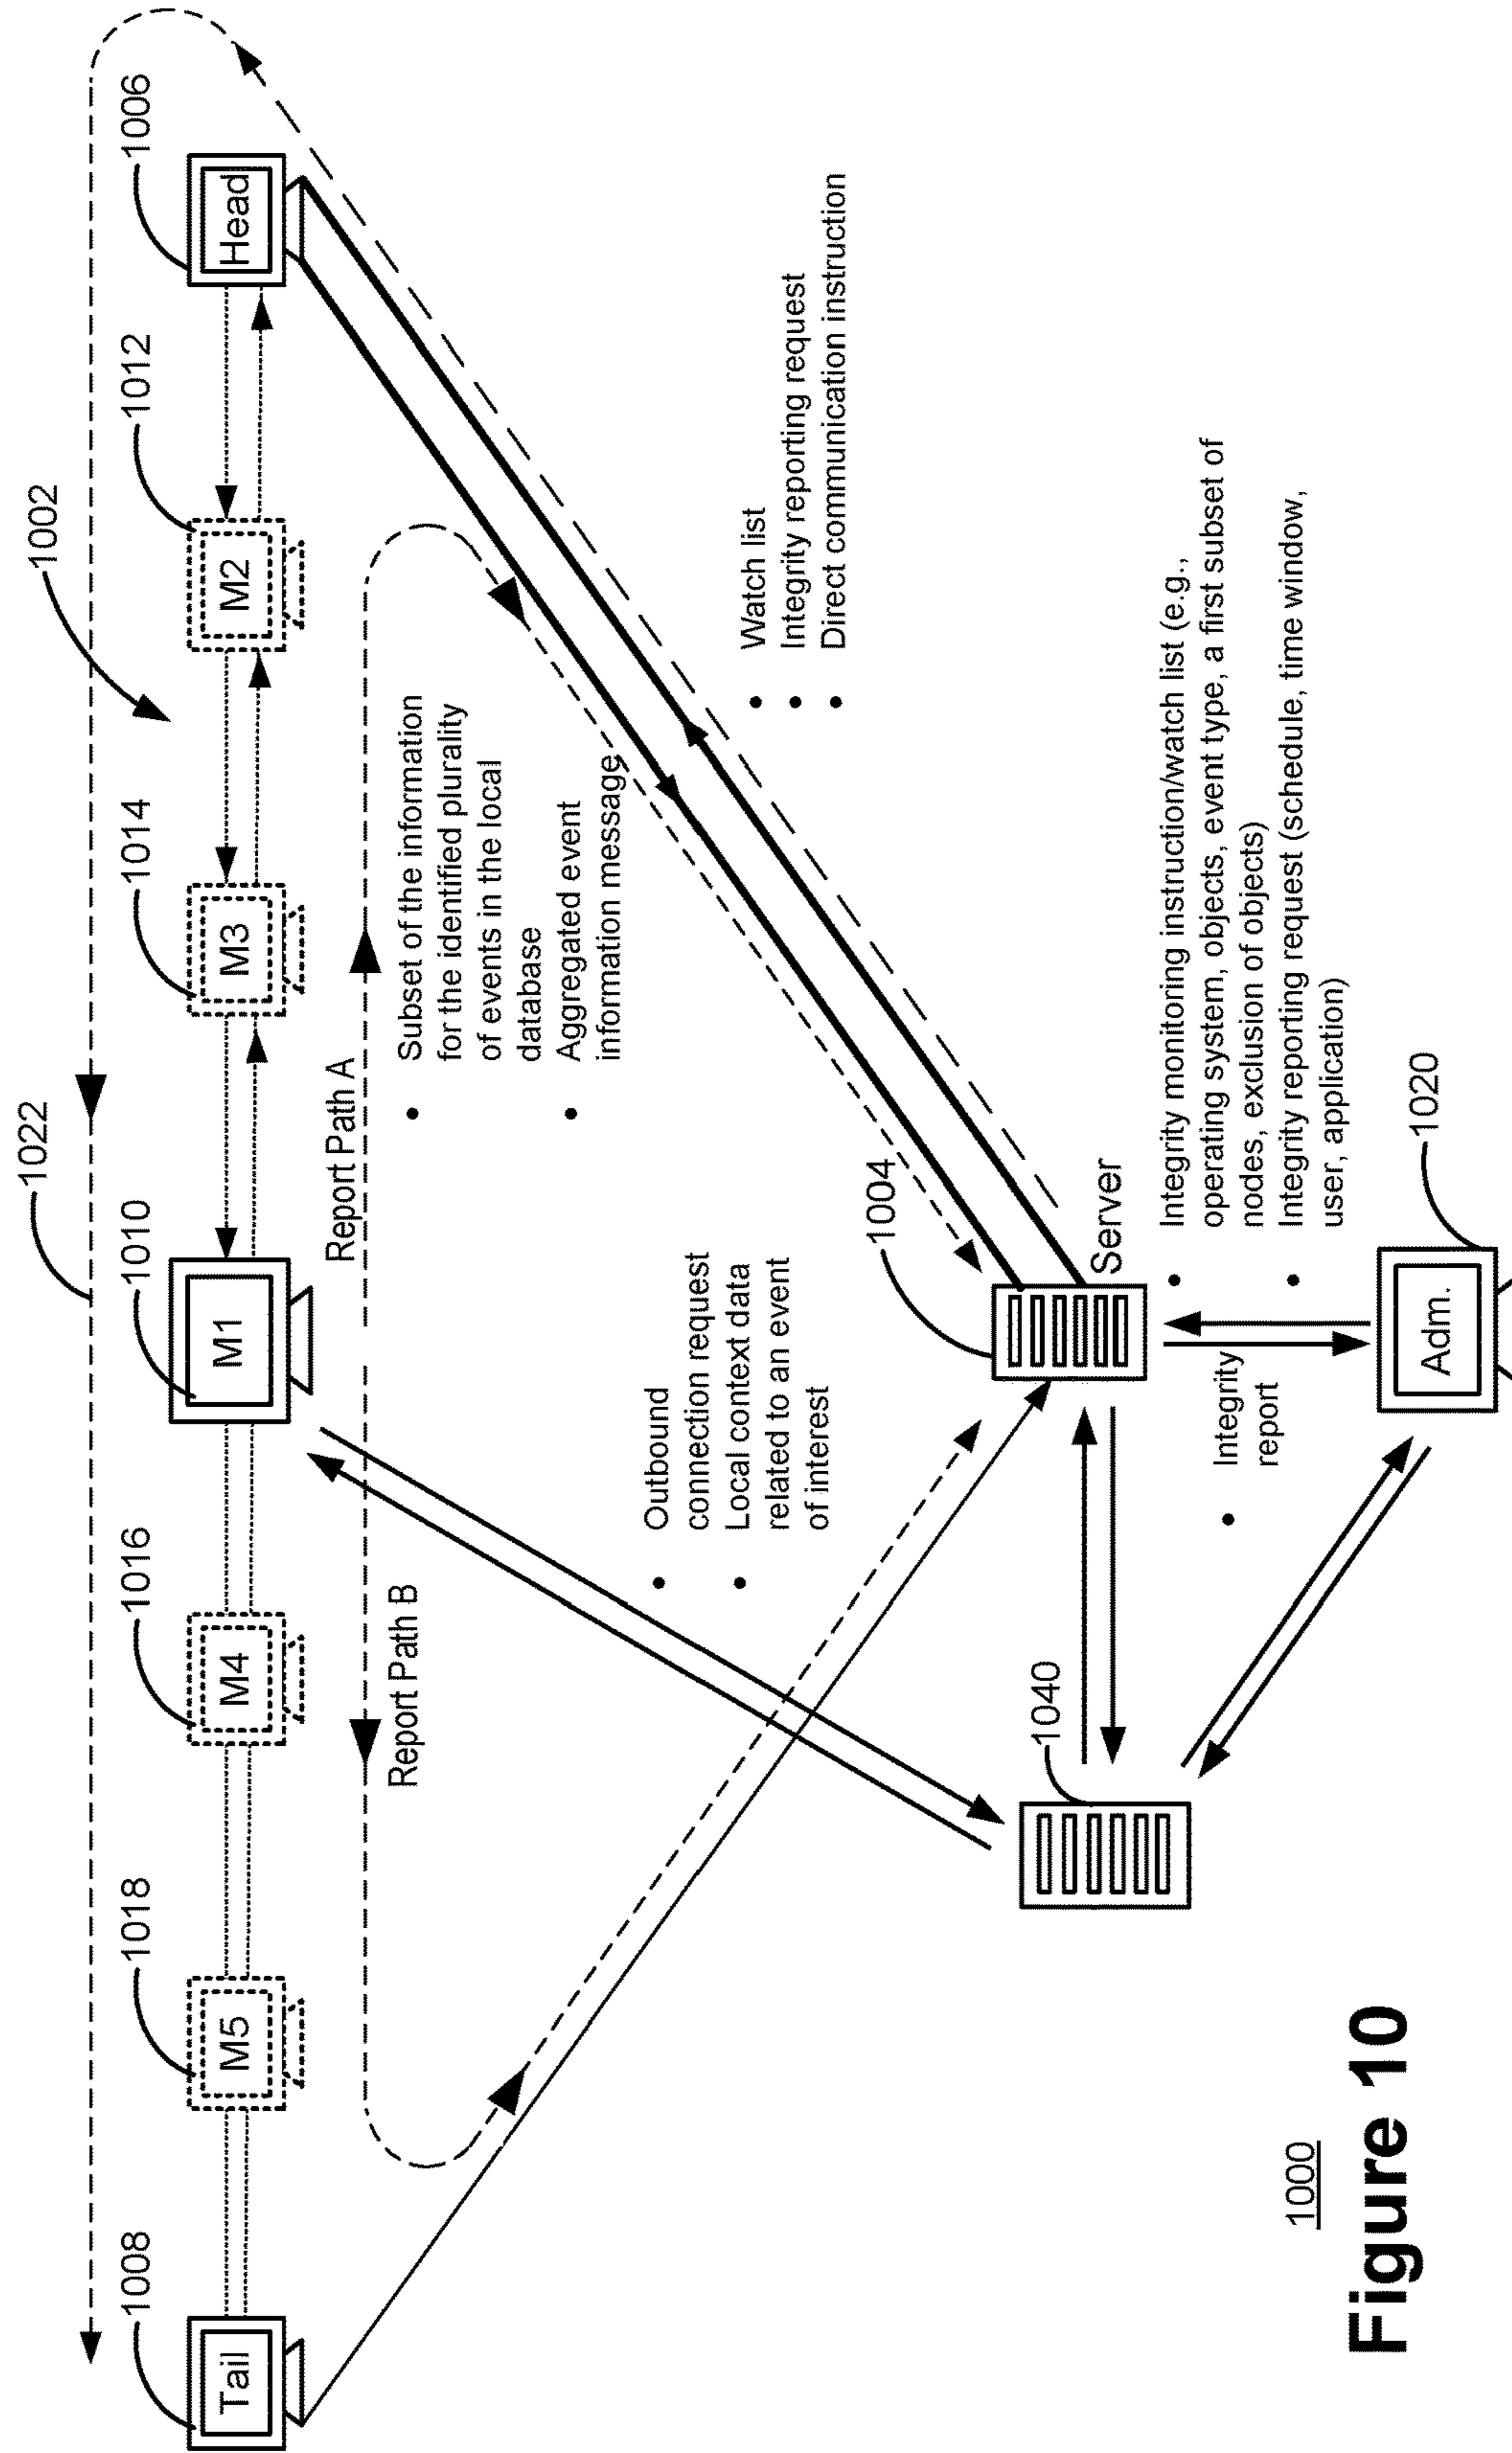 1022
1002
1008
1018
1016
1010
1014
1012
1006
Tail
M5
M4
M1
M3
M2
Head
Report Path B
Report Path A
• Subset of the information
for the identified plurality
of events in the local
database
• Aggregated event
information message
• Outbound
connection request
• Local context data
related to an event
of interest
• Watch list
• Integrity reporting request
• Direct communication instruction
1004
Server
1040
• Integrity
report
• Integrity monitoring instruction/watch list (e.g.,
operating system, objects, event type, a first subset of
nodes, exclusion of objects)
• Integrity reporting request (schedule, time window,
user, application)
Adm.
1020
1000
Figure 10